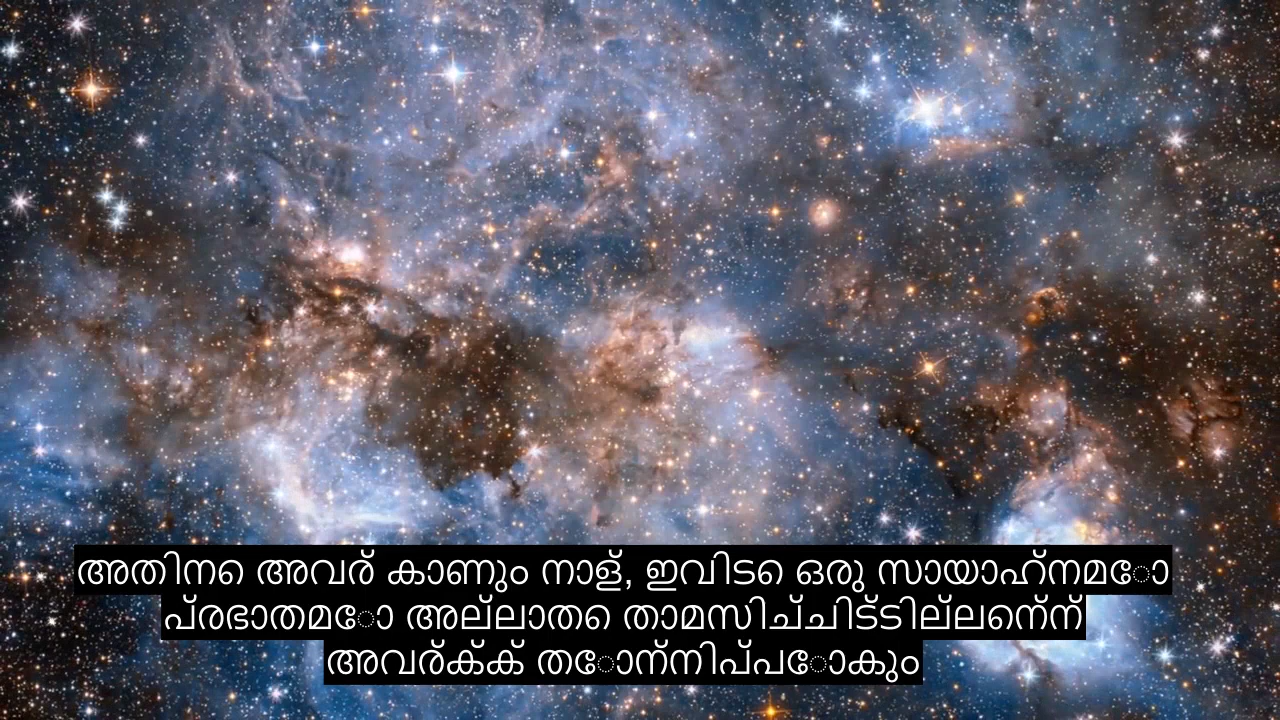 അതിനെ അവര് കാണും നാള്, ഇവിടെ ഒരു സായാഹ്നമോ
പ്രഭാതമോ അല്ലാതെ താമസിച്ചിട്ടില്ലെന്ന്
അവര്ക്ക് തോന്നിപ്പോകും